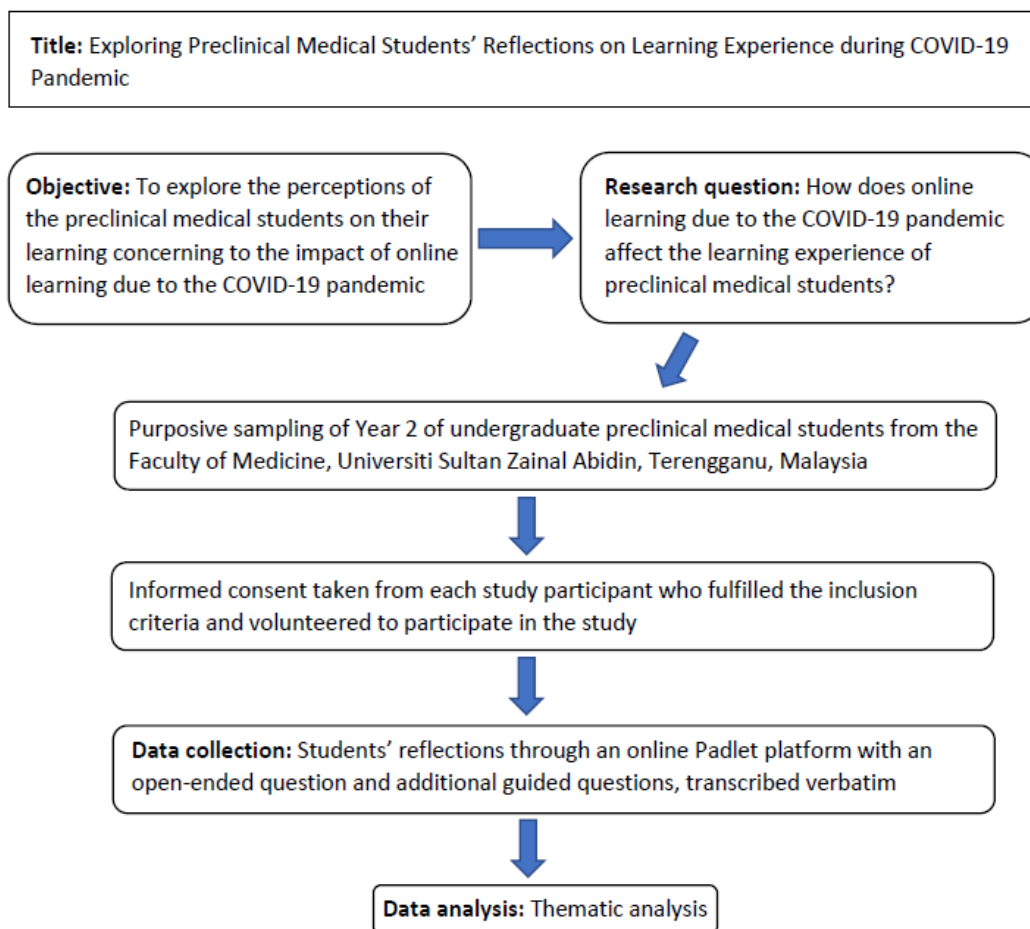 Title: Exploring Preclinical Medical Students' Reflections on Learning Experience during COVID-19
Pandemic
Objective: To explore the perceptions of
the preclinical medical students on their
learning concerning to the impact of online
learning due to the COVID-19 pandemic
Research question: How does online
learning due to the COVID-19 pandemic
affect the learning experience of
preclinical medical students?
Purposive sampling of Year 2 of undergraduate preclinical medical students from the
Faculty of Medicine, Universiti Sultan Zainal Abidin, Terengganu, Malaysia
Informed consent taken from each study participant who fulfilled the inclusion
criteria and volunteered to participate in the study
Data collection: Students' reflections through an online Padlet platform with an
open-ended question and additional guided questions, transcribed verbatim
Data analysis: Thematic analysis